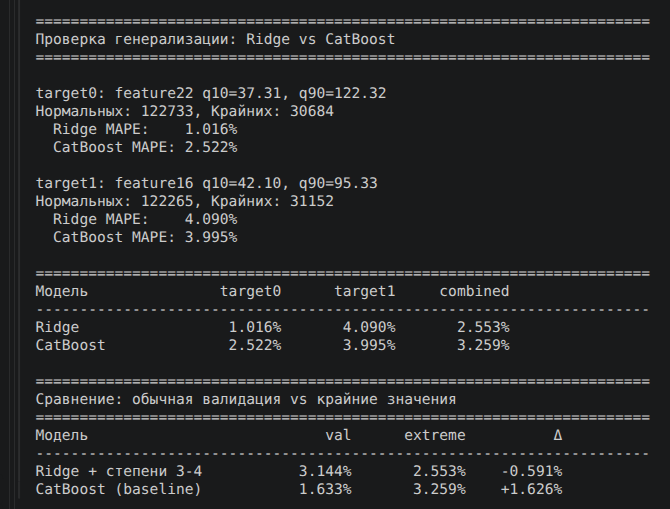 ======================================================================
Проверка генерализации: Ridge vs CatBoost
======================================================================
target0: feature22 q10=37.31, q90=122.32
Нормальных: 122733, Крайних: 30684
  Ridge MAPE:    1.016%
  CatBoost MAPE: 2.522%
target1: feature16 q10=42.10, q90=95.33
Нормальных: 122265, Крайних: 31152
  Ridge MAPE:    4.090%
  CatBoost MAPE: 3.995%
======================================================================
Модель               target0      target1     combined
----------------------------------------------------------------------
Ridge                 1.016%       4.090%       2.553%
CatBoost              2.522%       3.995%       3.259%
======================================================================
Сравнение: обычная валидация vs крайние значения
======================================================================
Модель                           val      extreme          Δ
----------------------------------------------------------------------
Ridge + степени 3-4           3.144%       2.553%    -0.591%
CatBoost (baseline)           1.633%       3.259%    +1.626%